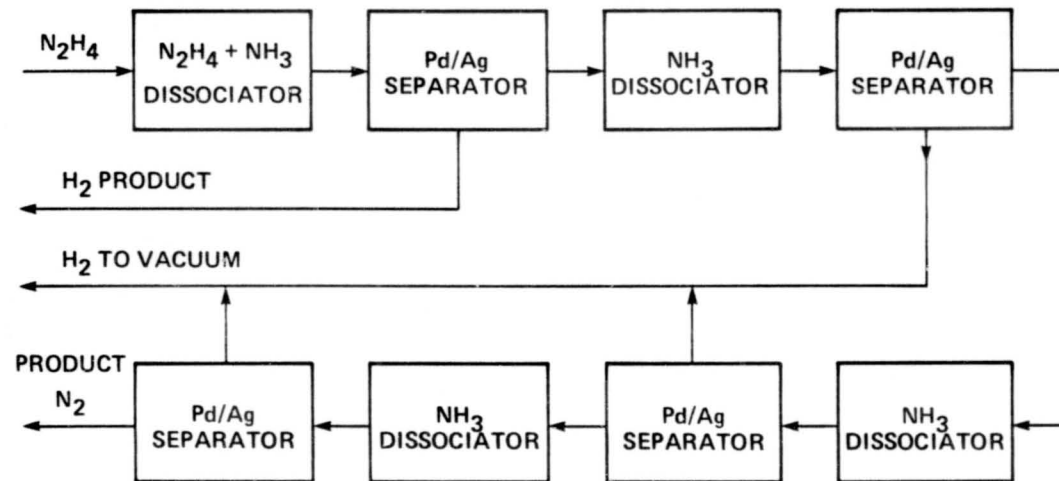 N₂H₄
N₂H₄ + NH₃
DISSOCIATOR
Pd/Ag
SEPARATOR
NH₃
DISSOCIATOR
Pd/Ag
SEPARATOR
H₂ PRODUCT
H₂ TO VACUUM
PRODUCT
N₂
Pd/Ag
SEPARATOR
NH₃
DISSOCIATOR
Pd/Ag
SEPARATOR
NH₃
DISSOCIATOR